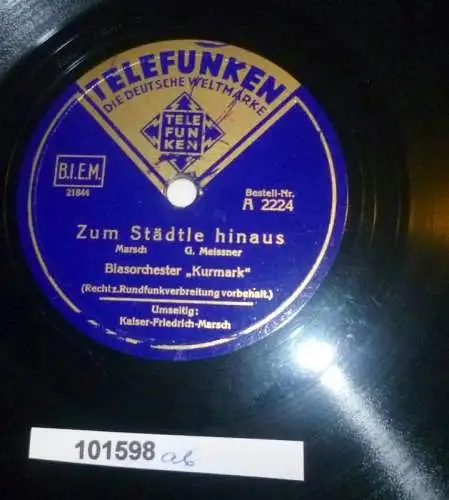 TELEFUNKEN
DIE DEUTSCHE WELTMARKE
TELE
FUN
KEN
B.I.E.M.
21844
Bestell-Nr.
A 2224
Zum Städtle hinaus
Marsch G. Meissner
Blasorchester „Kurmark“
(Recht z. Rundfunkverbreitung vorbehalt.)
Umseitig:
Kaiser-Friedrich-Marsch
101598 ab